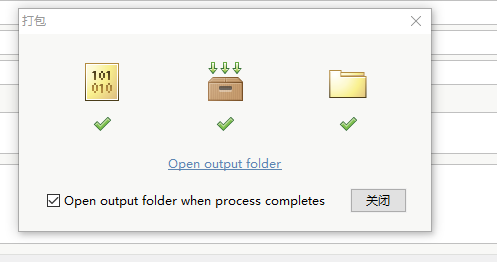 打包
101
010
Open output folder
Open output folder when process completes
关闭